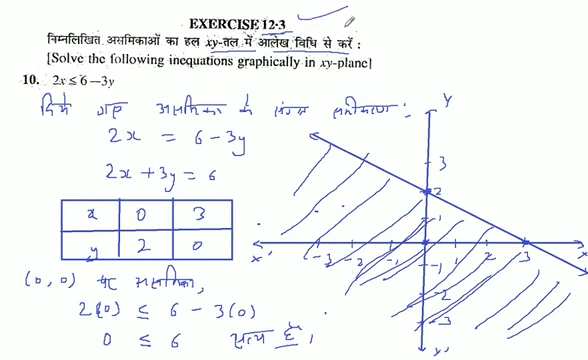 EXERCISE 12·3
निम्नलिखित असमिकाओं का हल xy-तल में आलेख विधि से करें :
[Solve the following inequations graphically in xy-plane]
10. 2x ≤ 6 – 3y
दिये गए असमिका के संगत समीकरण :
2x = 6 - 3y
2x + 3y = 6
x 0 3
y 2 0
(0, 0) पर असमिका,
2(0) ≤ 6 - 3(0)
0 ≤ 6 सत्य है।
Y
3
2
1
X' -3 -2 -1 1 2 3 X
-1
-2
-3
Y'